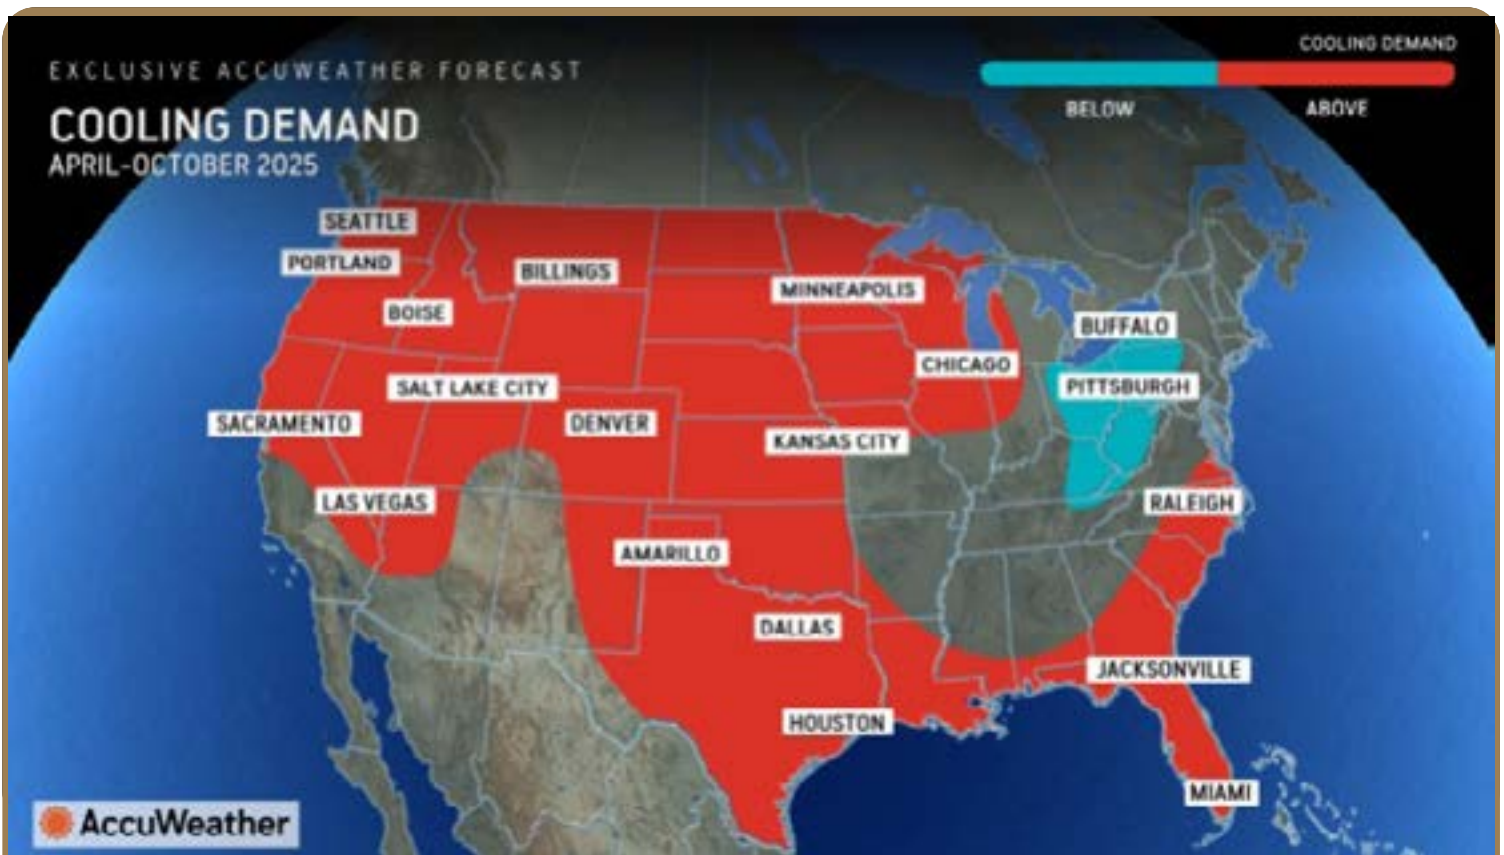 COOLING DEMAND
EXCLUSIVE ACCUWEATHER FORECAST
BELOW ABOVE
COOLING DEMAND
APRIL-OCTOBER 2025
SEATTLE
PORTLAND
BILLINGS
MINNEAPOLIS
BOISE
BUFFALO
CHICAGO
SALT LAKE CITY
PITTSBURGH
SACRAMENTO
DENVER
KANSAS CITY
LAS VEGAS
RALEIGH
AMARILLO
DALLAS
JACKSONVILLE
HOUSTON
MIAMI
AccuWeather